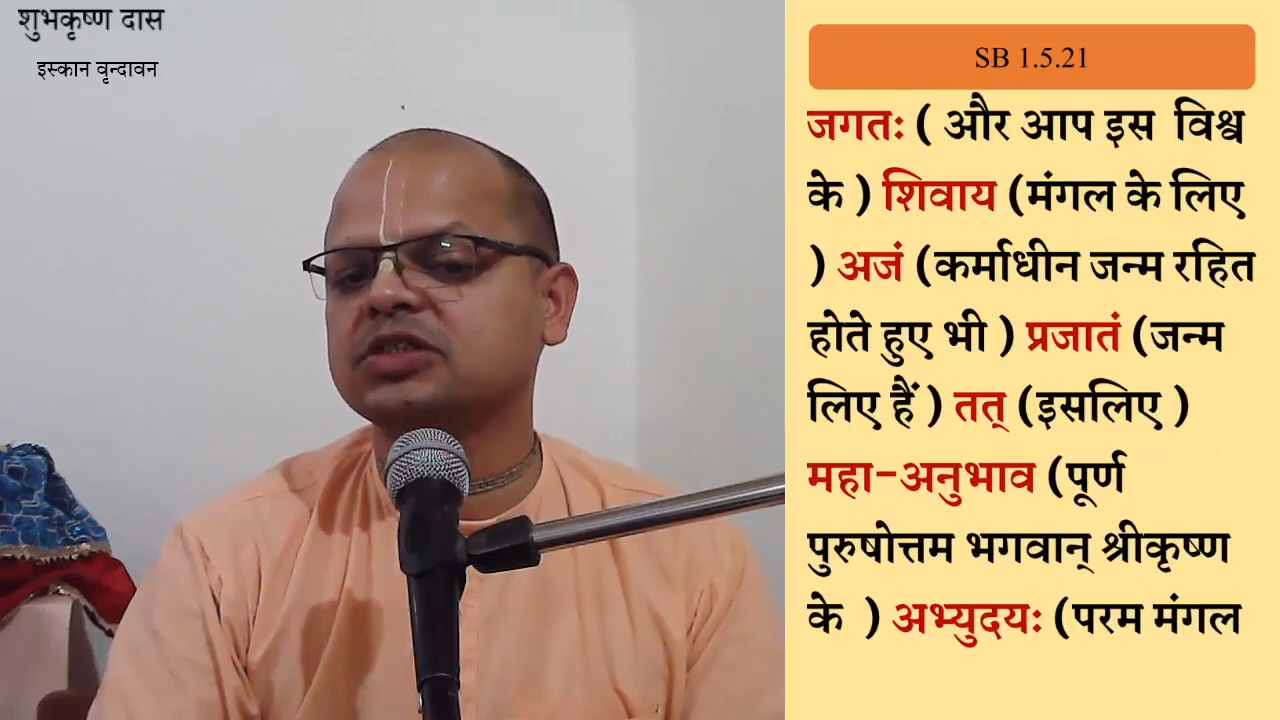 शुभकृष्ण दास
इस्कान वृन्दावन
SB 1.5.21
जगतः ( और आप इस विश्व
के ) शिवाय (मंगल के लिए
) अजं (कर्माधीन जन्म रहित
होते हुए भी ) प्रजातं (जन्म
लिए हैं ) तत् (इसलिए )
महा-अनुभाव (पूर्ण
पुरुषोत्तम भगवान् श्रीकृष्ण
के ) अभ्युदयः (परम मंगल